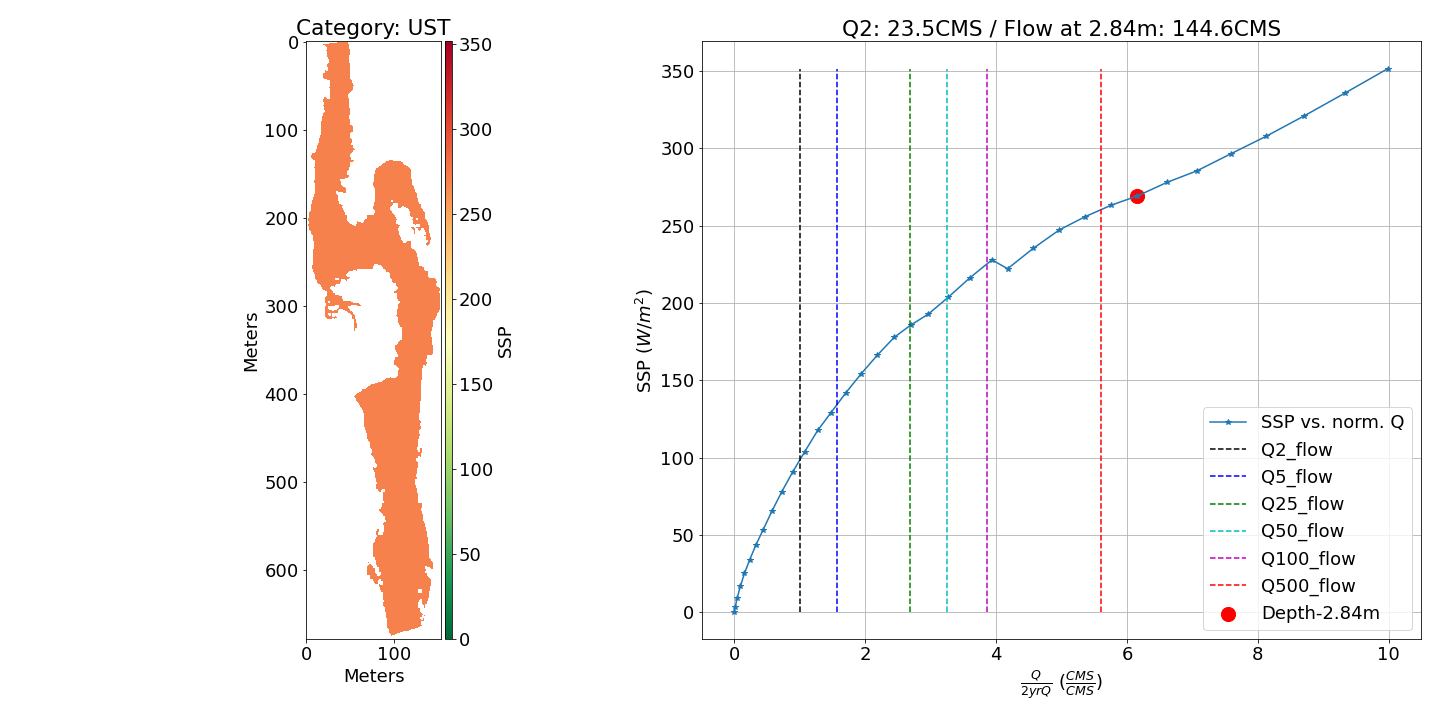 Category: UST
0
100
200
300
400
500
600
Meters
0
100
Meters
350
300
250
200
150
100
50
0
SSP
Q2: 23.5CMS / Flow at 2.84m: 144.6CMS
350
300
250
200
150
100
50
0
SSP (W/m²)
0 2 4 6 8 10
Q/2yrQ (CMS/CMS)
SSP vs. norm. Q
Q2_flow
Q5_flow
Q25_flow
Q50_flow
Q100_flow
Q500_flow
Depth-2.84m